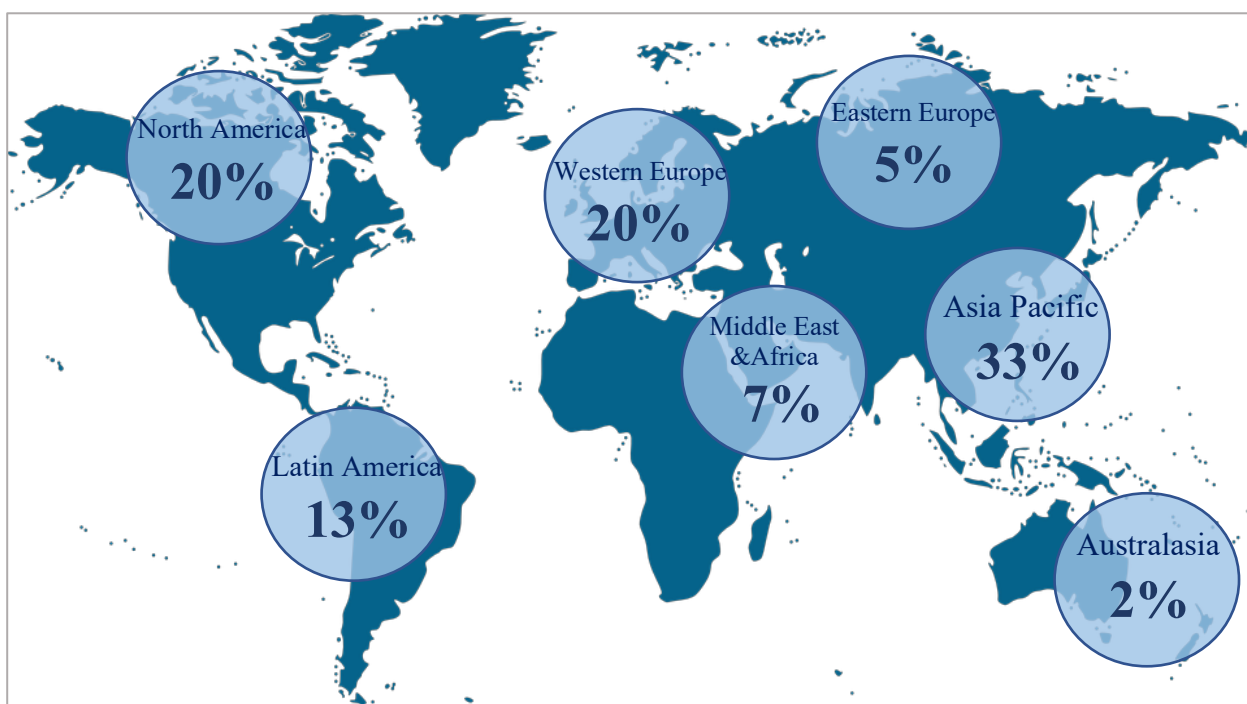 North America
20%
Western Europe
20%
Eastern Europe
5%
Middle East
&Africa
7%
Asia Pacific
33%
Latin America
13%
Australasia
2%